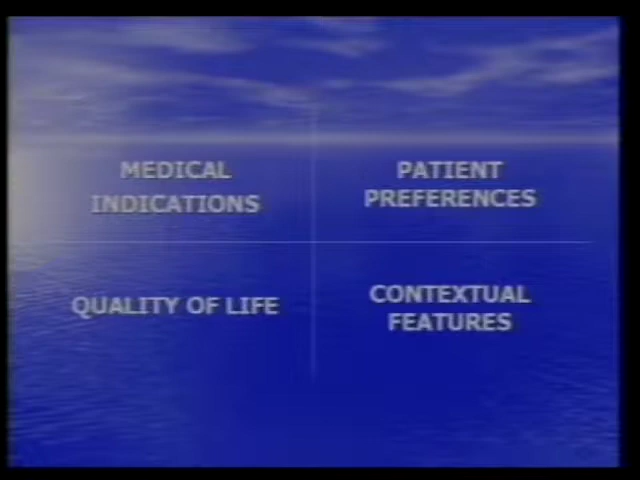 MEDICAL
INDICATIONS
PATIENT
PREFERENCES
QUALITY OF LIFE
CONTEXTUAL
FEATURES